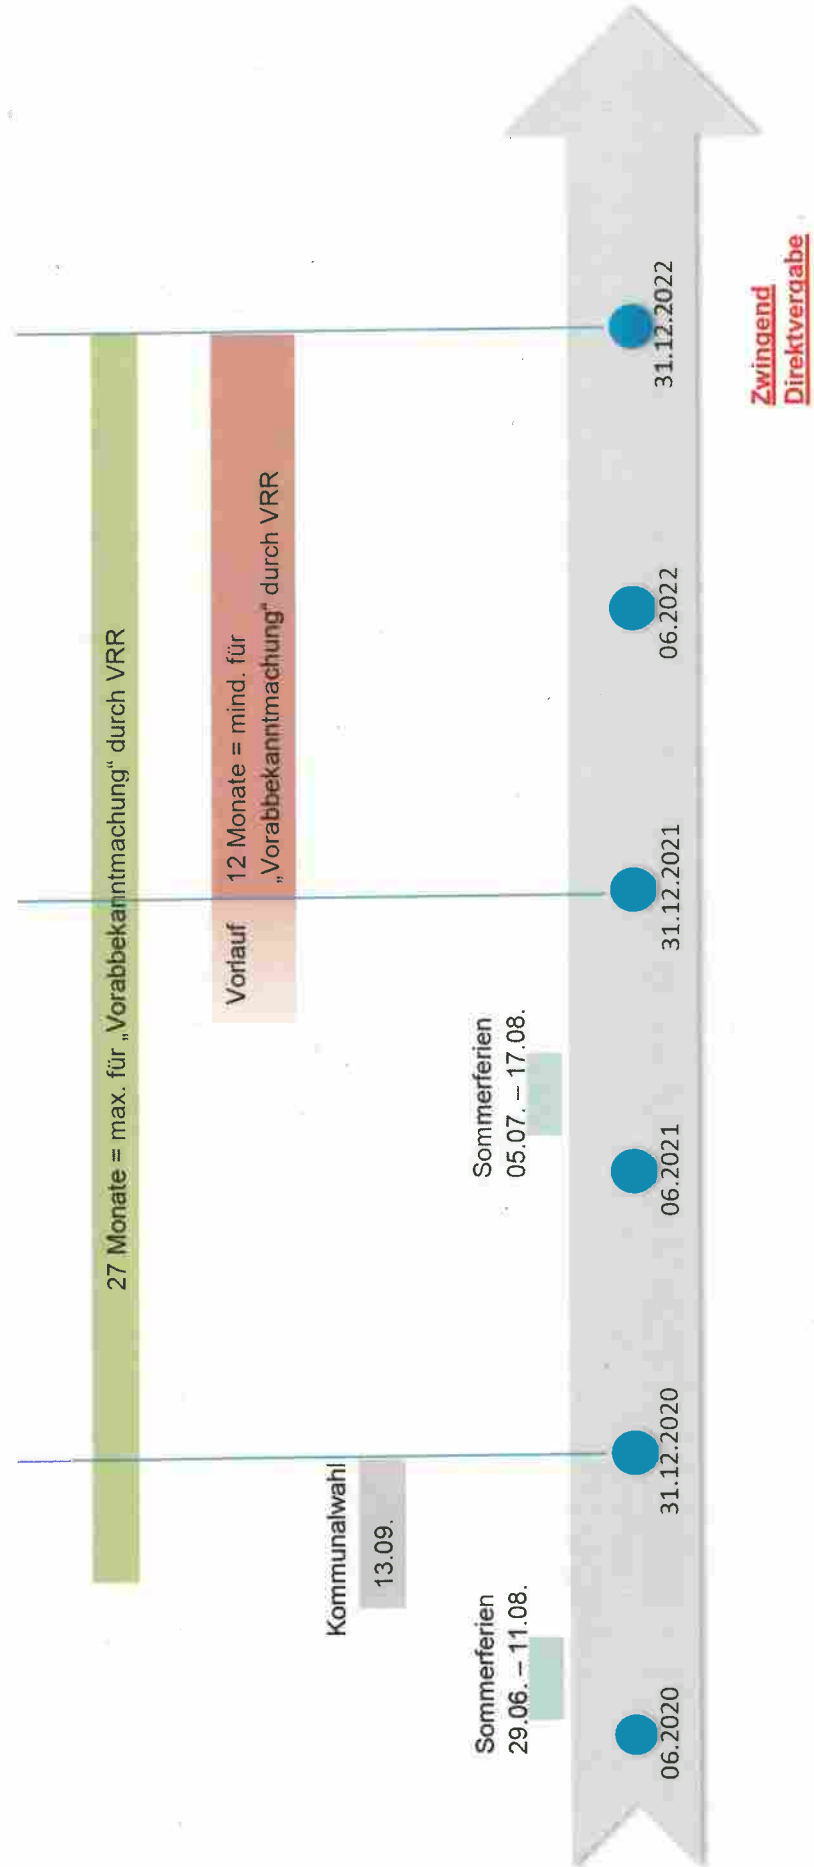 27 Monate = max. für „Vorabbekanntmachung“ durch VRR
Vorlauf
12 Monate = mind. für
„Vorabbekanntmachung“ durch VRR
Kommunalwahl
13.09.
Sommerferien
29.06. – 11.08.
Sommerferien
05.07. – 17.08.
06.2020
31.12.2020
06.2021
31.12.2021
06.2022
31.12.2022
Zwingend
Direktvergabe